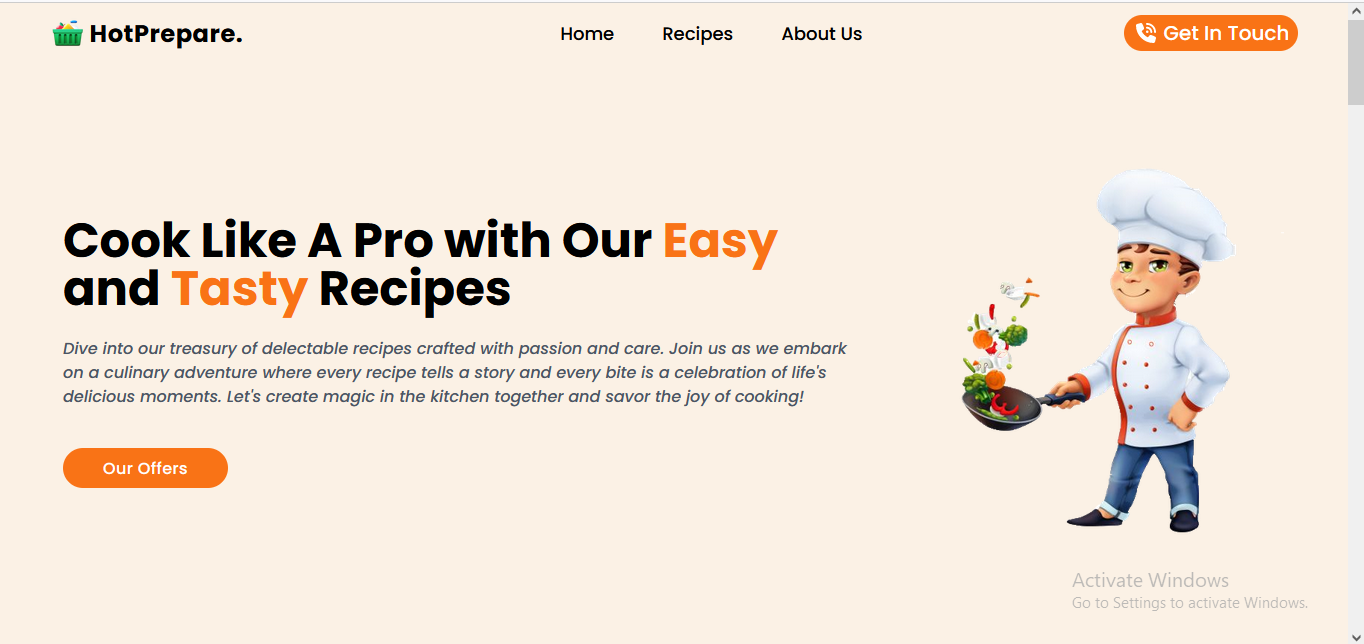 HotPrepare.
Home
Recipes
About Us
Get In Touch
Cook Like A Pro with Our Easy
and Tasty Recipes
Dive into our treasury of delectable recipes crafted with passion and care. Join us as we embark
on a culinary adventure where every recipe tells a story and every bite is a celebration of life's
delicious moments. Let's create magic in the kitchen together and savor the joy of cooking!
Our Offers
Activate Windows
Go to Settings to activate Windows.